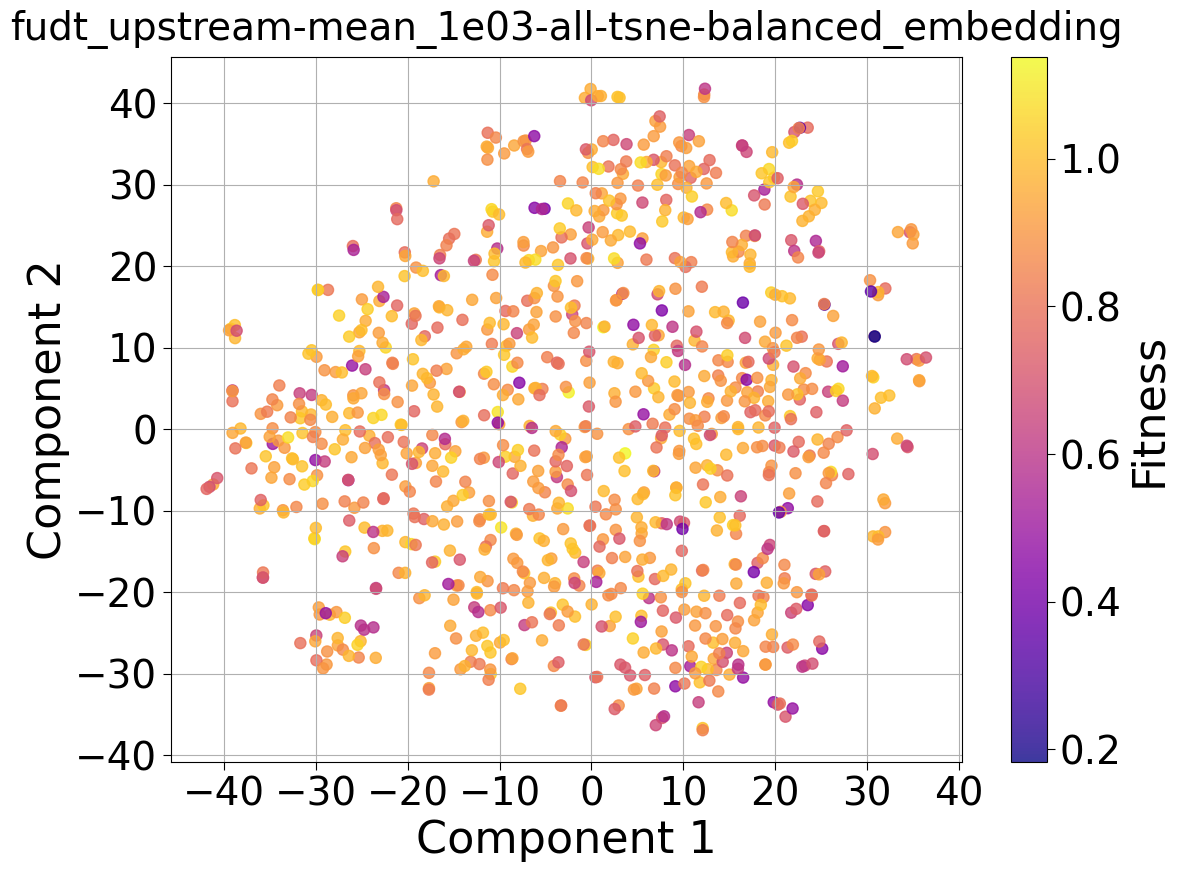 fudt_upstream-mean_1e03-all-tsne-balanced_embedding
40
30
20
10
0
−10
−20
−30
−40
−40 −30 −20 −10 0 10 20 30 40
Component 1
Component 2
1.0
0.8
0.6
0.4
0.2
Fitness